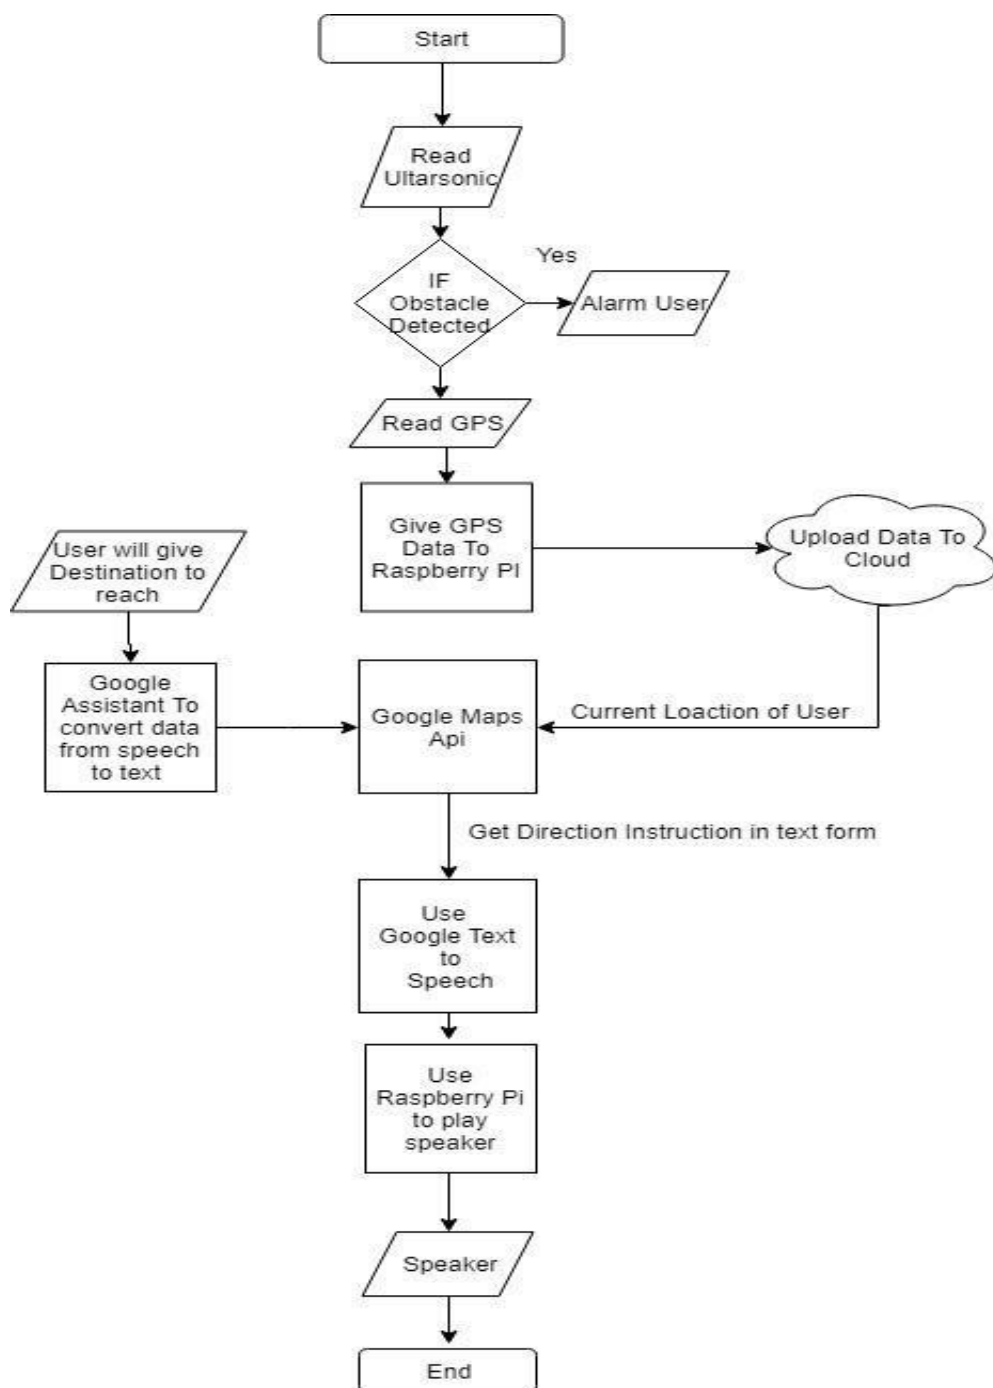 Start
Read
Ultarsonic
Yes
IF
Obstacle
Detected
Alarm User
Read GPS
Give GPS
Data To
Raspberry PI
Upload Data To
Cloud
User will give
Destination to
reach
Google
Assistant To
convert data
from speech
to text
Google Maps
Api
Current Loaction of User
Get Direction Instruction in text form
Use
Google Text
to
Speech
Use
Raspberry Pi
to play
speaker
Speaker
End